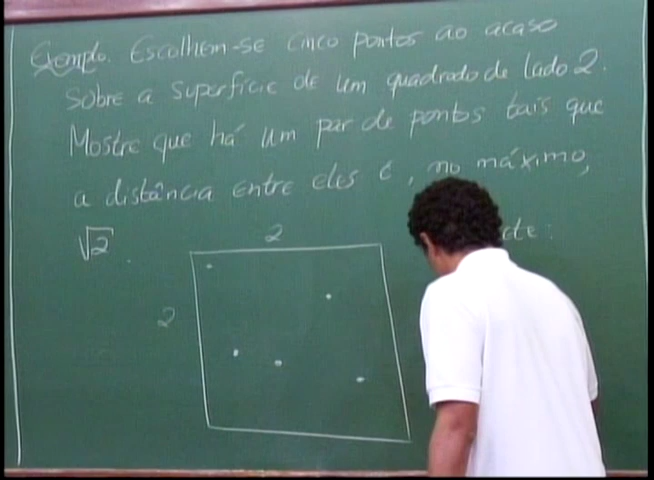 Exemplo. Escolhem-se cinco pontos ao acaso
sobre a superfície de um quadrado de lado 2.
Mostre que há um par de pontos tais que
a distância entre eles é, no máximo,
√2.
2
2